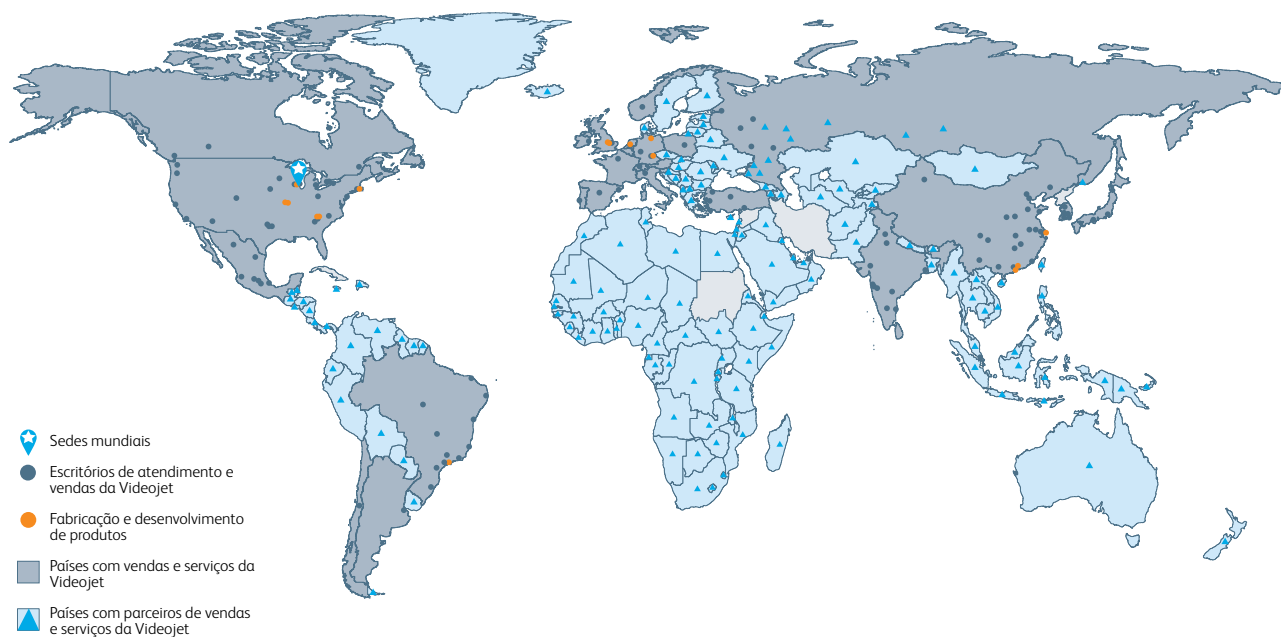 Sedes mundiais
Escritórios de atendimento e
vendas da Videojet
Fabricação e desenvolvimento
de produtos
Países com vendas e serviços da
Videojet
Países com parceiros de vendas
e serviços da Videojet